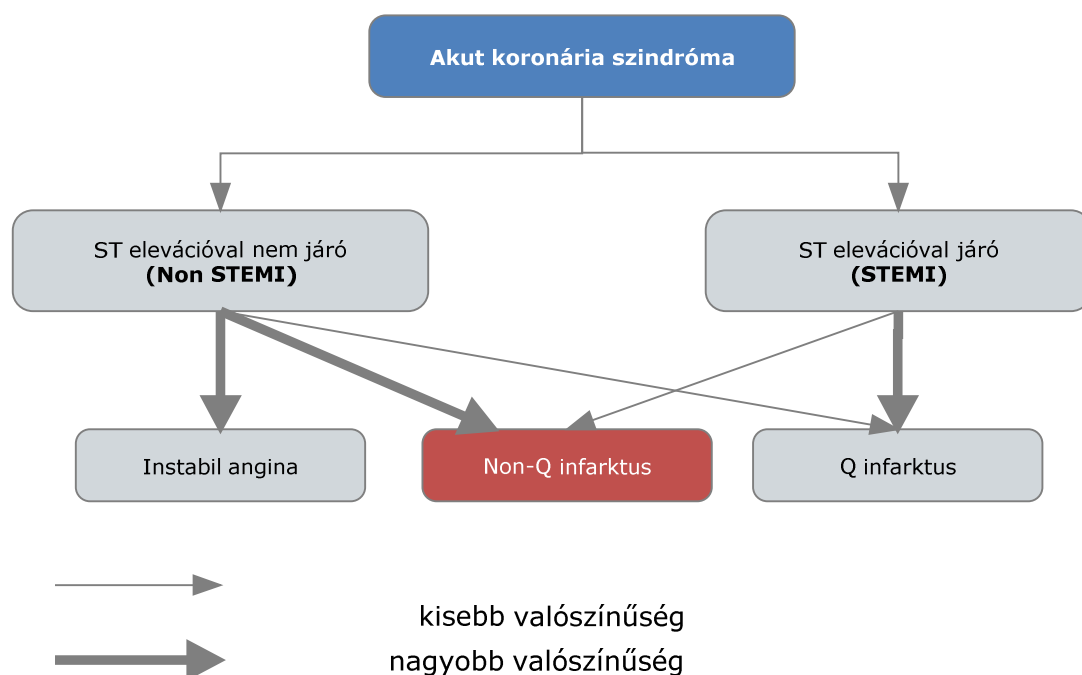 Akut koronária szindróma
ST elevációval nem járó
(Non STEMI)
ST elevációval járó
(STEMI)
Instabil angina
Non-Q infarktus
Q infarktus
kisebb valószínűség
nagyobb valószínűség